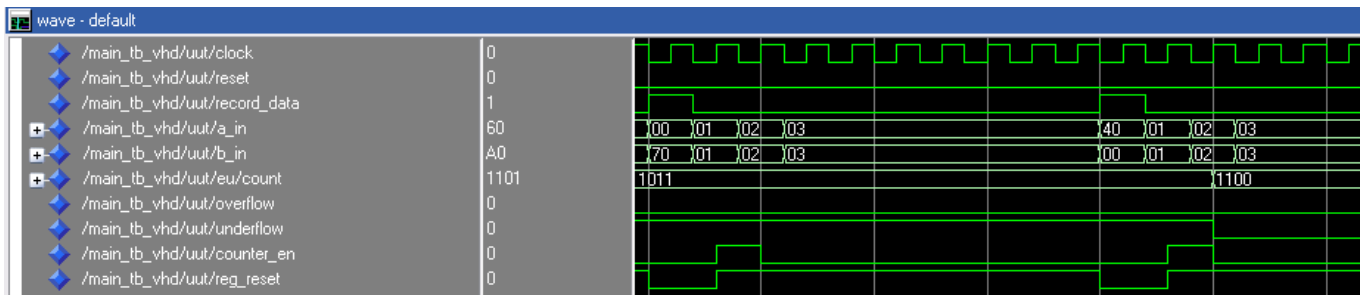 wave - default
/main_tb_vhd/uut/clock 0
/main_tb_vhd/uut/reset 0
/main_tb_vhd/uut/record_data 1
/main_tb_vhd/uut/a_in 60 00 01 02 03 40 01 02 03
/main_tb_vhd/uut/b_in A0 70 01 02 03 00 01 02 03
/main_tb_vhd/uut/eu/count 1101 1011 1100
/main_tb_vhd/uut/overflow 0
/main_tb_vhd/uut/underflow 0
/main_tb_vhd/uut/counter_en 0
/main_tb_vhd/uut/reg_reset 0